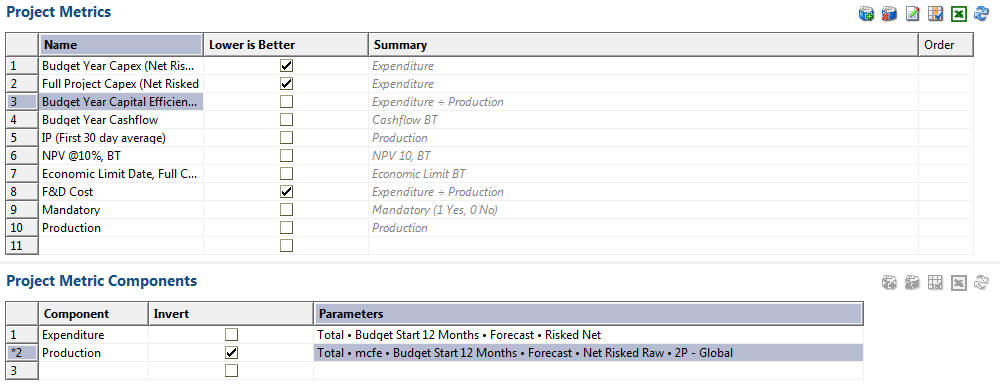 Project Metrics
Name Lower is Better Summary Order
1 Budget Year Capex (Net Ris... Expenditure
2 Full Project Capex (Net Risked Expenditure
3 Budget Year Capital Efficien... Expenditure ÷ Production
4 Budget Year Cashflow Cashflow BT
5 IP (First 30 day average) Production
6 NPV @10%, BT NPV 10, BT
7 Economic Limit Date, Full C... Economic Limit BT
8 F&D Cost Expenditure ÷ Production
9 Mandatory Mandatory (1 Yes, 0 No)
10 Production Production
11
Project Metric Components
Component Invert Parameters
1 Expenditure Total • Budget Start 12 Months • Forecast • Risked Net
*2 Production Total • mcfe • Budget Start 12 Months • Forecast • Net Risked Raw • 2P - Global
3